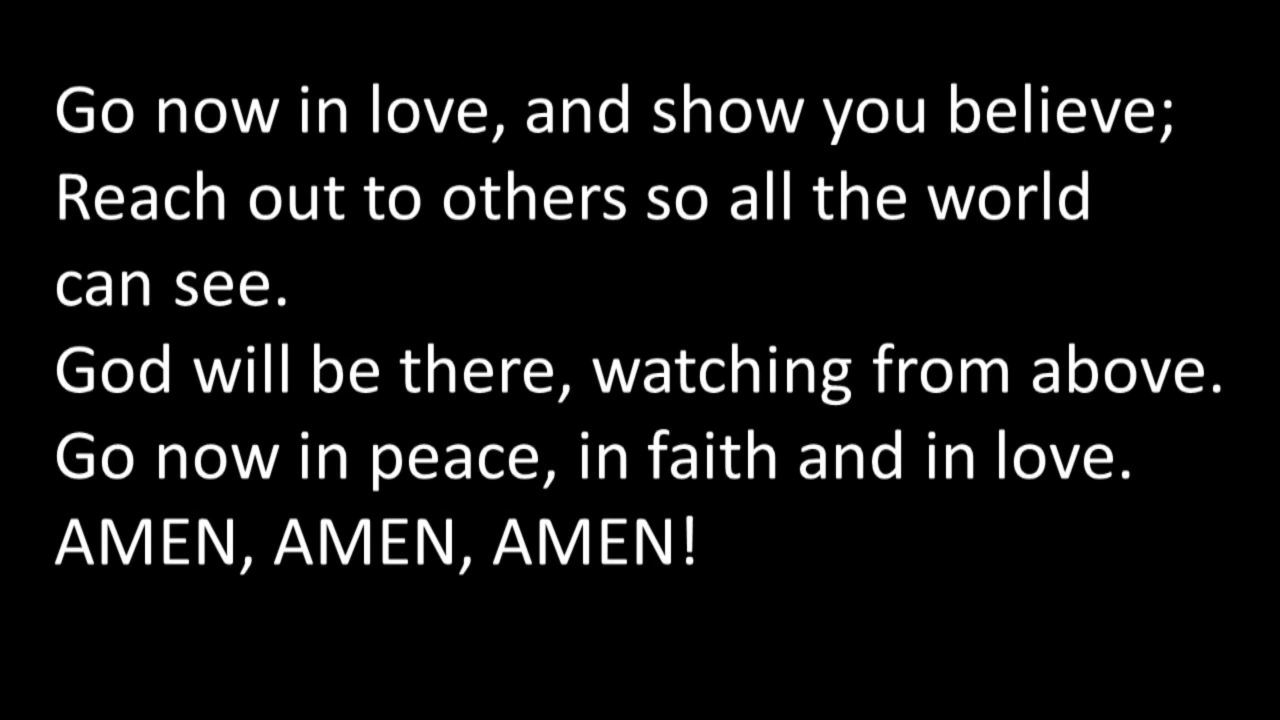 Go now in love, and show you believe;
Reach out to others so all the world
can see.
God will be there, watching from above.
Go now in peace, in faith and in love.
AMEN, AMEN, AMEN!